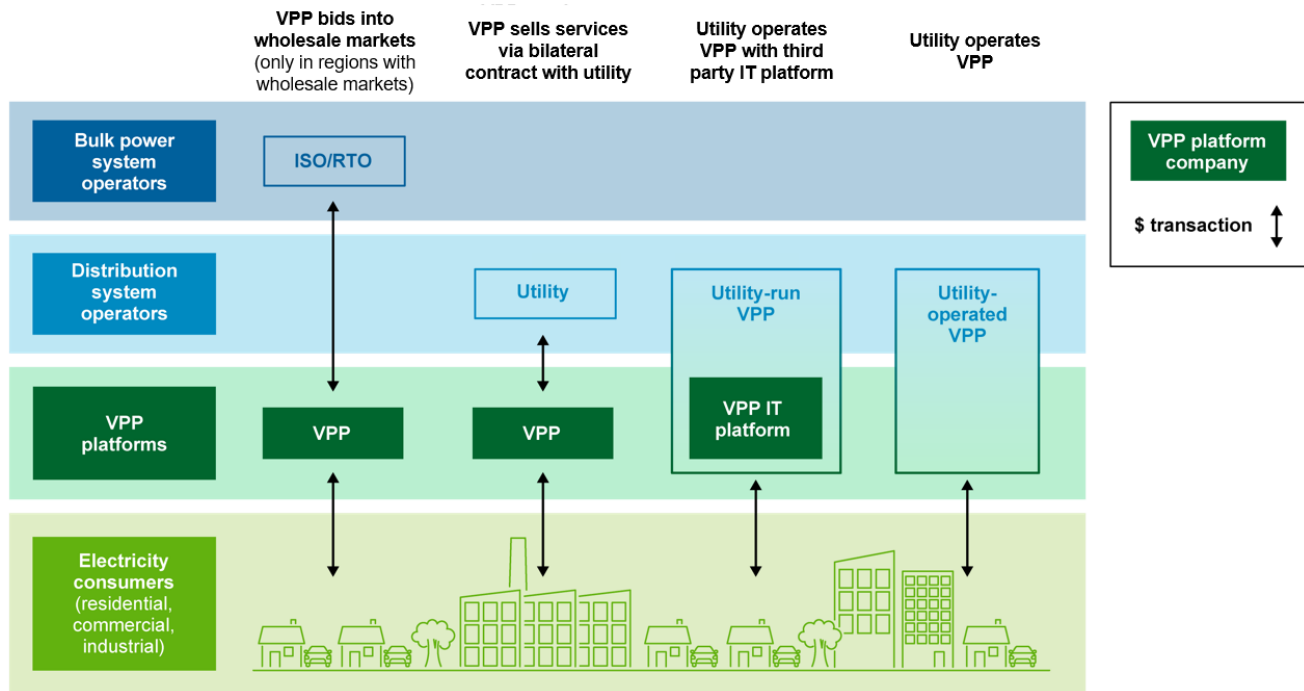 VPP bids into
wholesale markets
(only in regions with
wholesale markets)
VPP sells services
via bilateral
contract with utility
Utility operates
VPP with third
party IT platform
Utility operates
VPP
Bulk power
system
operators
ISO/RTO
VPP platform
company
$ transaction
Distribution
system
operators
Utility
Utility-run
VPP
Utility-
operated
VPP
VPP
platforms
VPP
VPP
VPP IT
platform
Electricity
consumers
(residential,
commercial,
industrial)